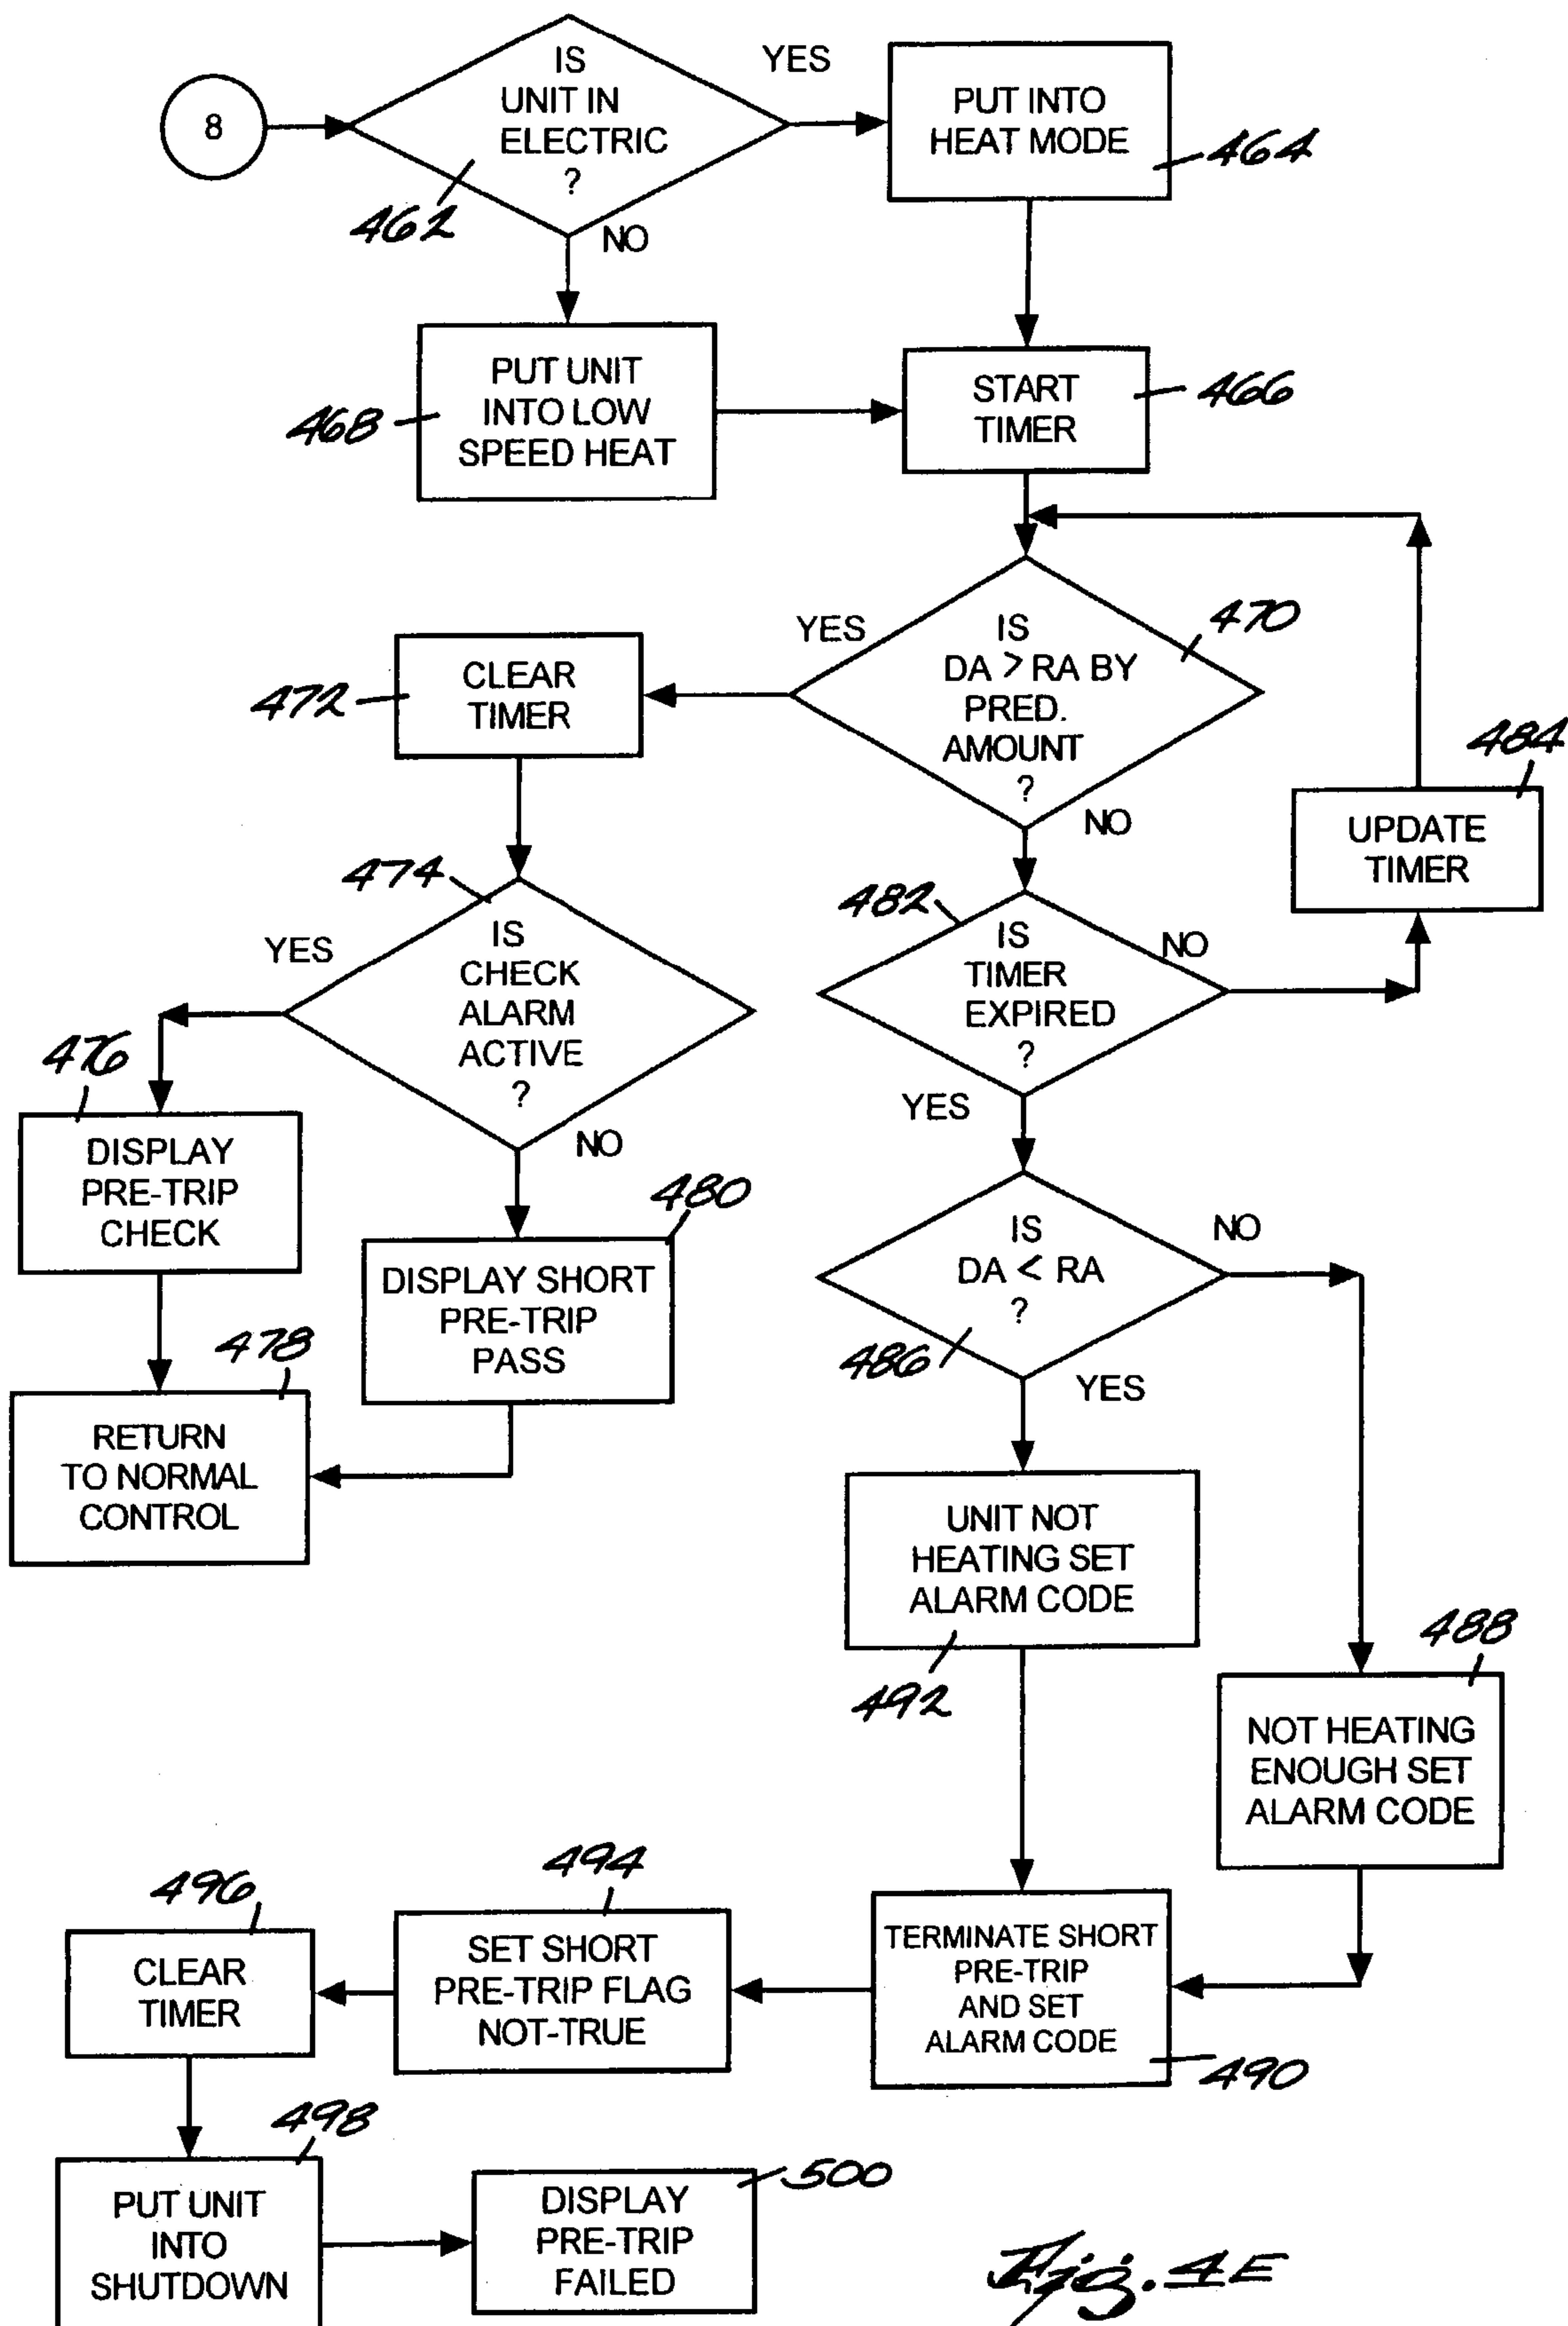 8
IS
UNIT IN
ELECTRIC
?
462
YES
NO
PUT INTO
HEAT MODE
464
PUT UNIT
INTO LOW
SPEED HEAT
468
START
TIMER
466
IS
DA > RA BY
PRED.
AMOUNT
?
470
YES
NO
CLEAR
TIMER
472
UPDATE
TIMER
484
IS
CHECK
ALARM
ACTIVE
?
474
YES
NO
IS
TIMER
EXPIRED
?
482
NO
YES
DISPLAY
PRE-TRIP
CHECK
476
DISPLAY SHORT
PRE-TRIP
PASS
480
IS
DA < RA
?
486
NO
YES
RETURN
TO NORMAL
CONTROL
478
UNIT NOT
HEATING SET
ALARM CODE
492
NOT HEATING
ENOUGH SET
ALARM CODE
488
TERMINATE SHORT
PRE-TRIP
AND SET
ALARM CODE
490
SET SHORT
PRE-TRIP FLAG
NOT-TRUE
494
CLEAR
TIMER
496
PUT UNIT
INTO
SHUTDOWN
498
DISPLAY
PRE-TRIP
FAILED
500
Fig. 4E